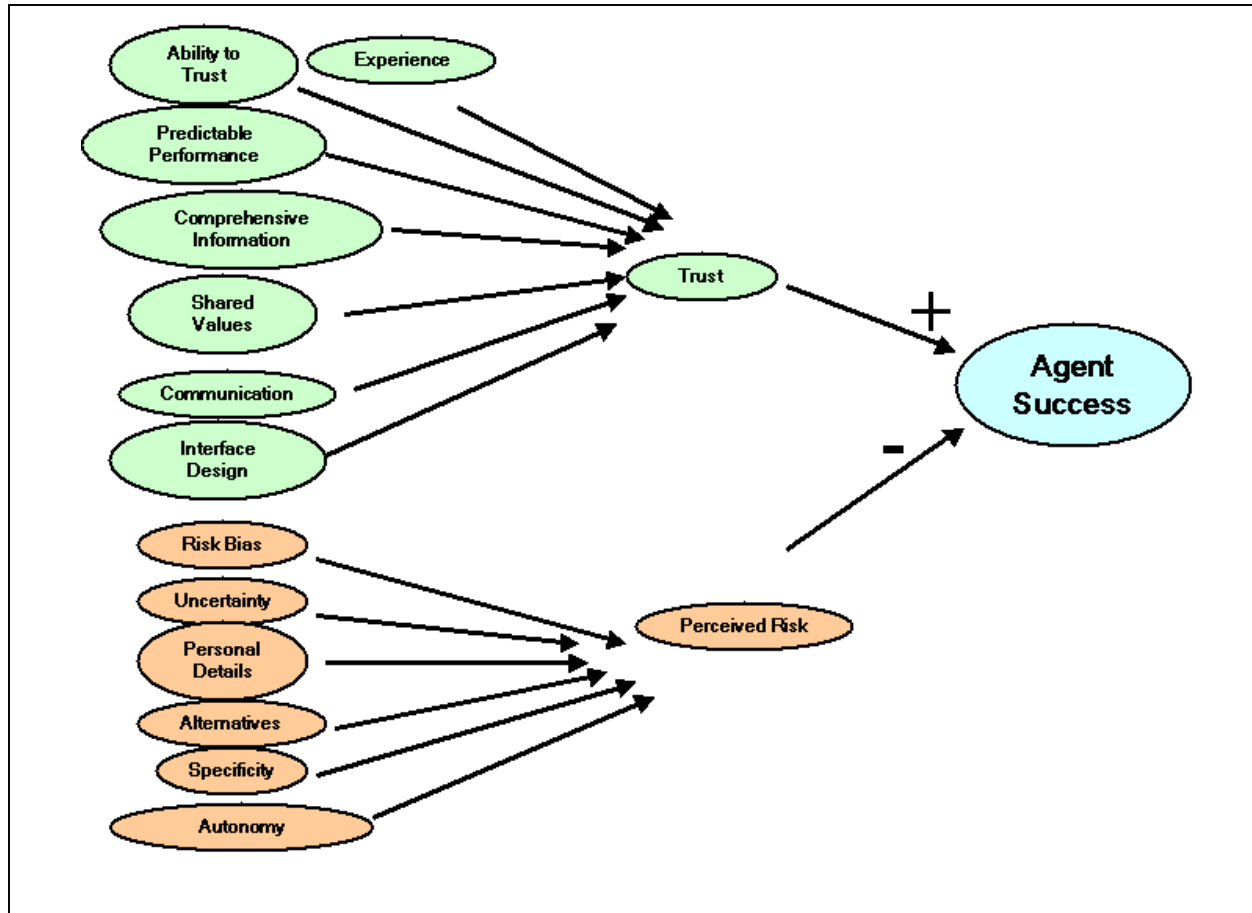 Ability to
Trust
Experience
Predictable
Performance
Comprehensive
Information
Shared
Values
Communication
Interface
Design
Trust
+
Agent
Success
-
Risk Bias
Uncertainty
Personal
Details
Alternatives
Specificity
Autonomy
Perceived Risk